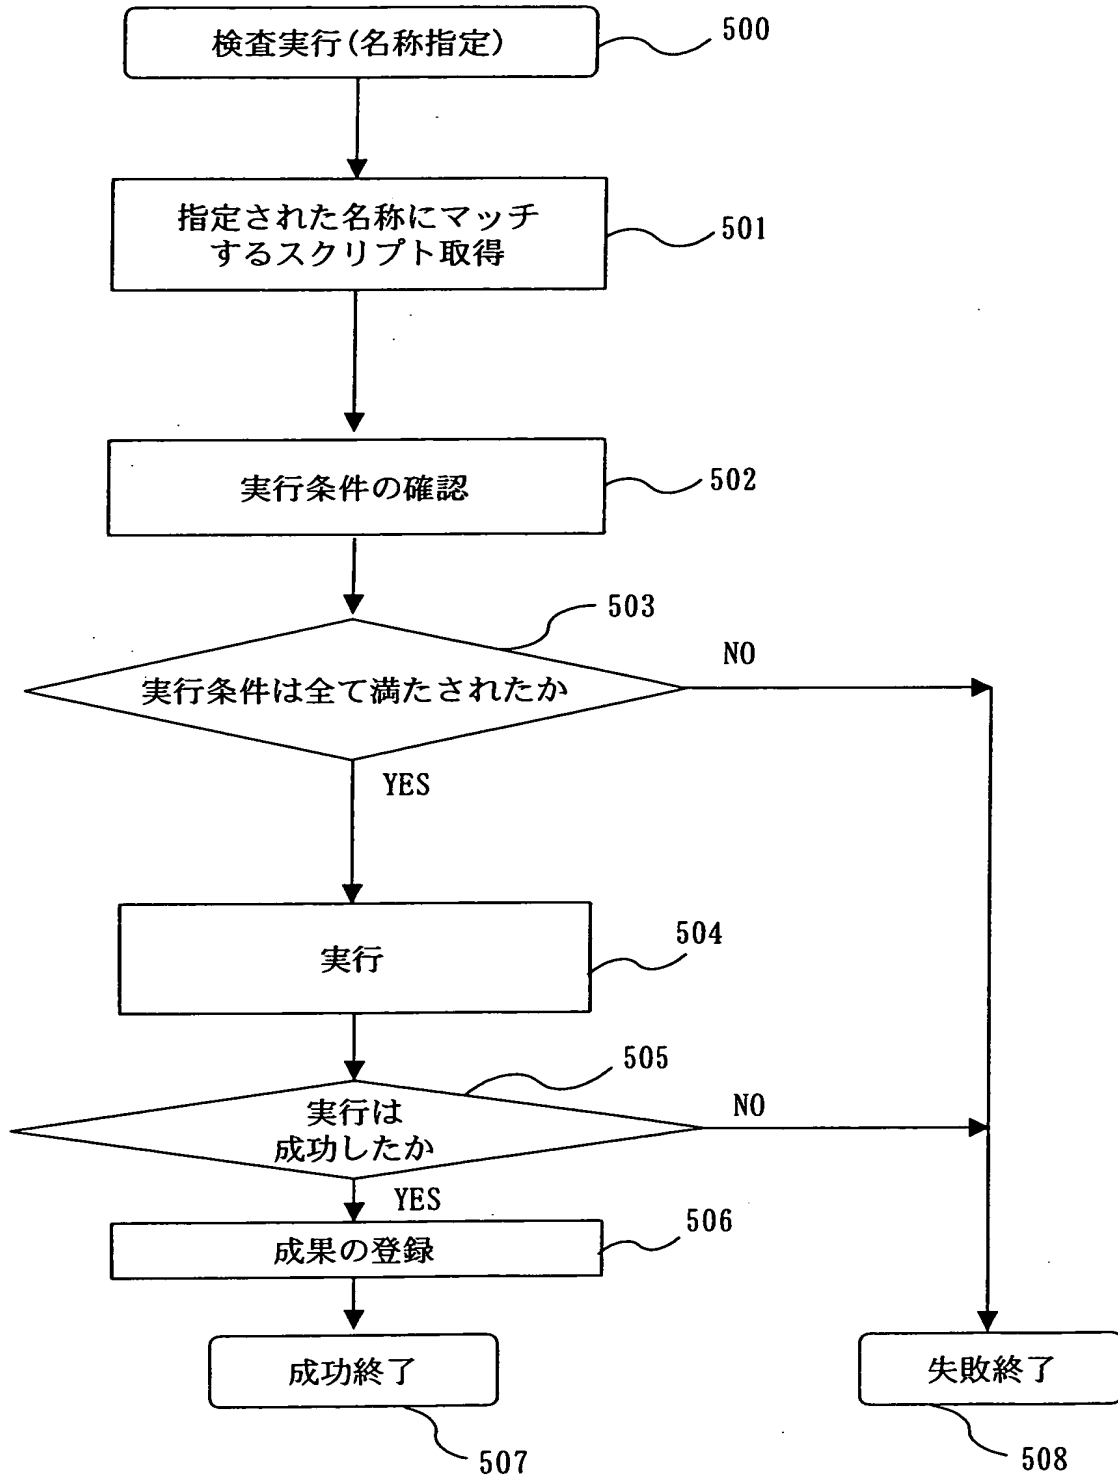 検査実行(名称指定)
500
指定された名称にマッチ
するスクリプト取得
501
実行条件の確認
502
503
実行条件は全て満たされたか
NO
YES
実行
504
505
実行は
成功したか
NO
YES
成果の登録
506
成功終了
507
失敗終了
508